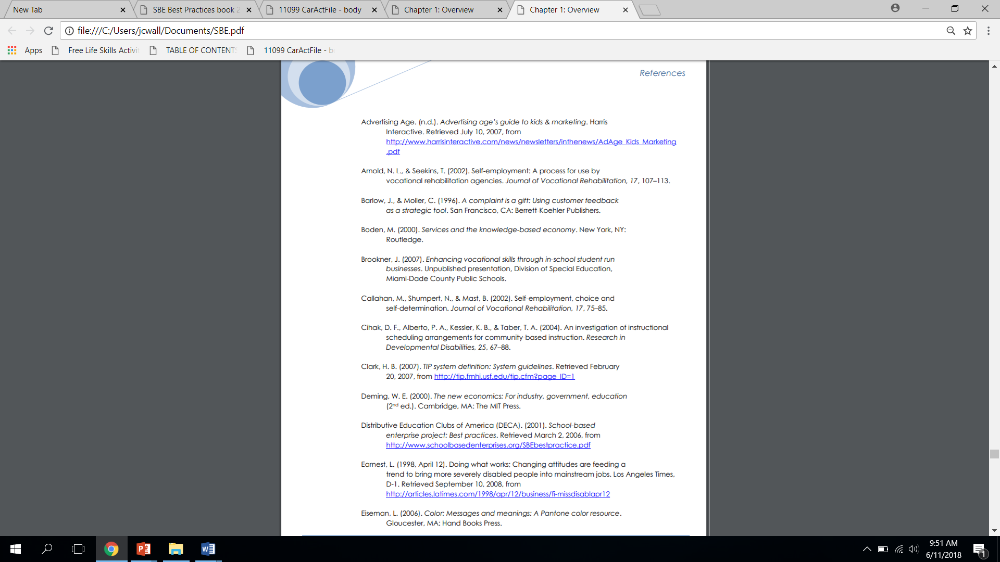 New Tab
SBE Best Practices book 2
11099 CarActFile - body
Chapter 1: Overview
Chapter 1: Overview
file:///C:/Users/jcwall/Documents/SBE.pdf
Apps
Free Life Skills Activit
TABLE OF CONTENTS
11099 CarActFile - b
References
Advertising Age. (n.d.). Advertising age’s guide to kids & marketing. Harris
Interactive. Retrieved July 10, 2007, from
http://www.harrisinteractive.com/news/newsletters/inthenews/AdAge_Kids_Marketing
.pdf
Arnold, N. L., & Seekins, T. (2002). Self-employment: A process for use by
vocational rehabilitation agencies. Journal of Vocational Rehabilitation, 17, 107–113.
Barlow, J., & Moller, C. (1996). A complaint is a gift: Using customer feedback
as a strategic tool. San Francisco, CA: Berrett-Koehler Publishers.
Boden, M. (2000). Services and the knowledge-based economy. New York, NY:
Routledge.
Brookner, J. (2007). Enhancing vocational skills through in-school student run
businesses. Unpublished presentation, Division of Special Education,
Miami-Dade County Public Schools.
Callahan, M., Shumpert, N., & Mast, B. (2002). Self-employment, choice and
self-determination. Journal of Vocational Rehabilitation, 17, 75–85.
Cihak, D. F., Alberto, P. A., Kessler, K. B., & Taber, T. A. (2004). An investigation of instructional
scheduling arrangements for community-based instruction. Research in
Developmental Disabilities, 25, 67–88.
Clark, H. B. (2007). TIP system definition: System guidelines. Retrieved February
20, 2007, from http://tip.fmhi.usf.edu/tip.cfm?page_ID=1
Deming, W. E. (2000). The new economics: For industry, government, education
(2nd ed.). Cambridge, MA: The MIT Press.
Distributive Education Clubs of America (DECA). (2001). School-based
enterprise project: Best practices. Retrieved March 2, 2006, from
http://www.schoolbasedenterprises.org/SBEbestpractice.pdf
Earnest, L. (1998, April 12). Doing what works; Changing attitudes are feeding a
trend to bring more severely disabled people into mainstream jobs. Los Angeles Times,
D-1. Retrieved September 10, 2008, from
http://articles.latimes.com/1998/apr/12/business/fi-missdisablapr12
Eiseman, L. (2006). Color: Messages and meanings: A Pantone color resource.
Gloucester, MA: Hand Books Press.
9:51 AM
6/11/2018
1